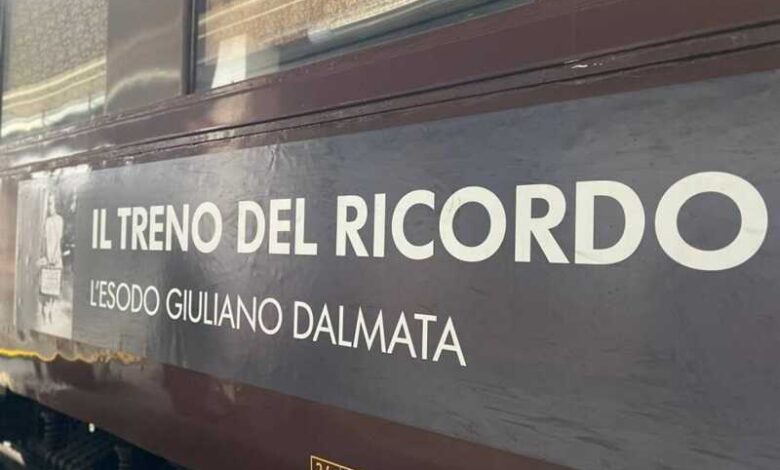 IL TRENO DEL RICORDO
L'ESODO GIULIANO DALMATA